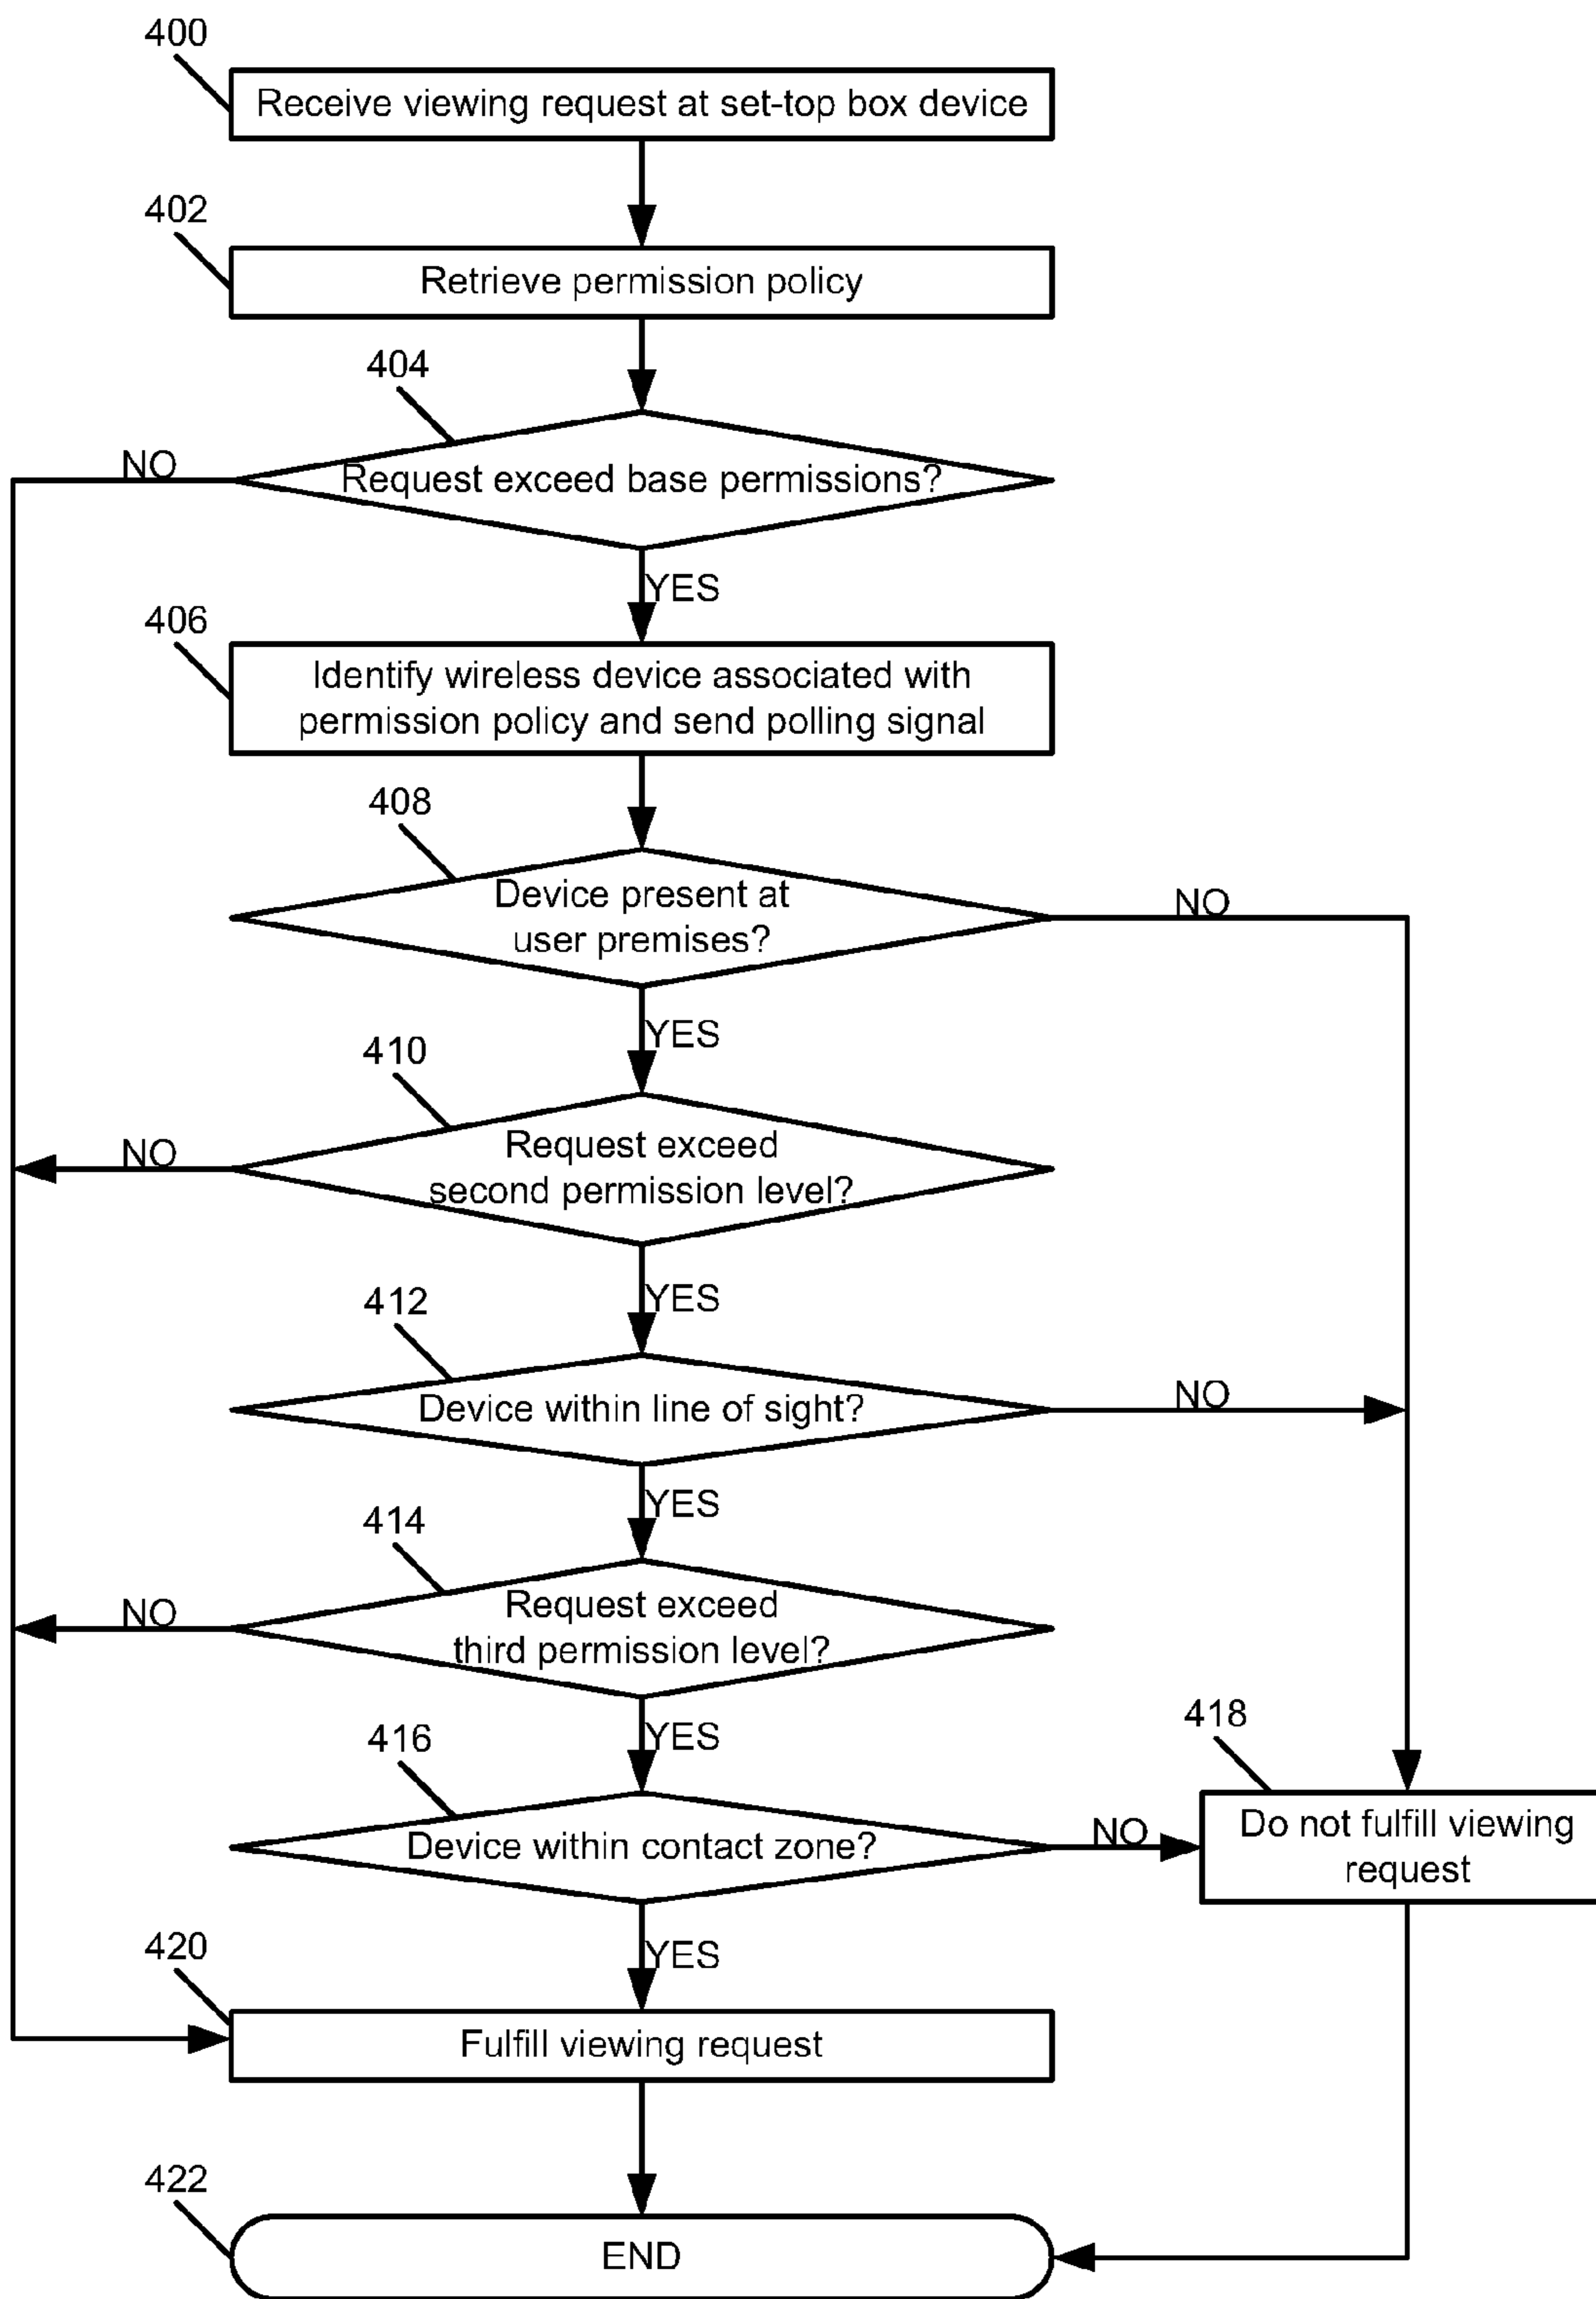 400
Receive viewing request at set-top box device
402
Retrieve permission policy
404
NO
Request exceed base permissions?
YES
406
Identify wireless device associated with
permission policy and send polling signal
408
Device present at
user premises?
NO
YES
410
NO
Request exceed
second permission level?
YES
412
Device within line of sight?
NO
YES
414
NO
Request exceed
third permission level?
YES
416
Device within contact zone?
NO
418
Do not fulfill viewing
request
YES
420
Fulfill viewing request
422
END